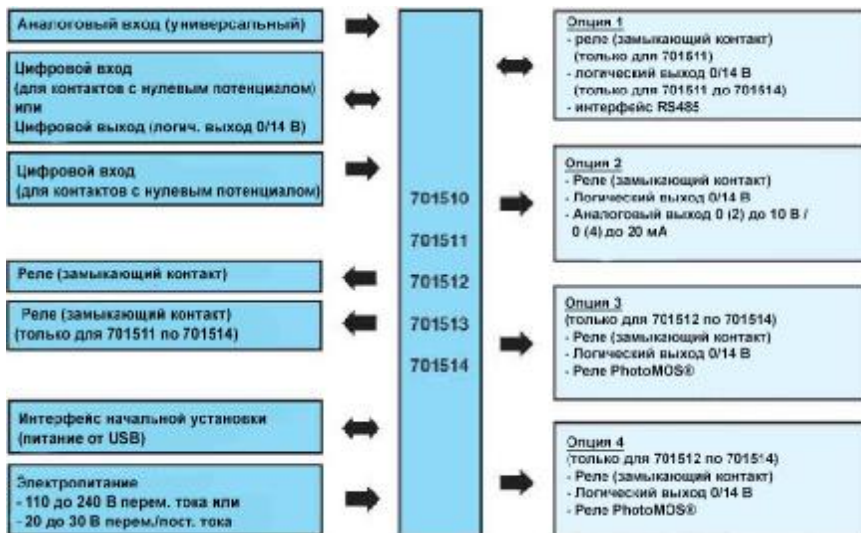 Аналоговый вход (универсальный)
Цифровой вход
(для контактов с нулевым потенциалом)
или
Цифровой выход (логич. выход 0/14 В)
Цифровой вход
(для контактов с нулевым потенциалом)
Реле (замыкающий контакт)
Реле (замыкающий контакт)
(только для 701511 по 701514)
Интерфейс начальной установки
(питание от USB)
Электропитание
- 110 до 240 В перем. тока или
- 20 до 30 В перем./пост. тока
701510
701511
701512
701513
701514
Опция 1
- реле (замыкающий контакт)
(только для 701511)
- логический выход 0/14 В
(только для 701511 до 701514)
- интерфейс RS485
Опция 2
- Реле (замыкающий контакт)
- Логический выход 0/14 В
- Аналоговый выход 0 (2) до 10 В /
0 (4) до 20 мА
Опция 3
(только для 701512 по 701514)
- Реле (замыкающий контакт)
- Логический выход 0/14 В
- Реле PhotoMOS®
Опция 4
(только для 701512 по 701514)
- Реле (замыкающий контакт)
- Логический выход 0/14 В
- Реле PhotoMOS®